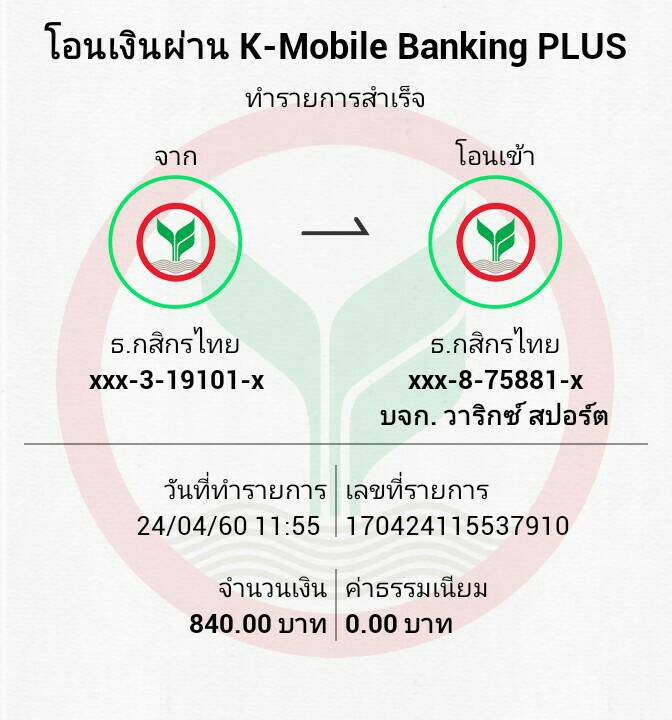 โอนเงินผ่าน K-Mobile Banking PLUS
ทำรายการสำเร็จ
จาก
โอนเข้า
ธ.กสิกรไทย
xxx-3-19101-x
ธ.กสิกรไทย
xxx-8-75881-x
บจก. วาริกซ์ สปอร์ต
วันที่ทำรายการ
24/04/60 11:55
เลขที่รายการ
170424115537910
จำนวนเงิน
840.00 บาท
ค่าธรรมเนียม
0.00 บาท